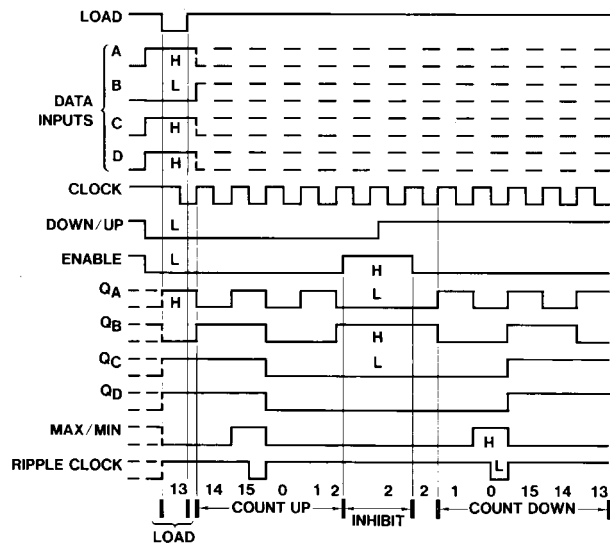 LOAD
A H
B L
DATA INPUTS
C H
D H
CLOCK
DOWN/UP L
ENABLE L H
QA H L
QB H
QC L
QD
MAX/MIN H
RIPPLE CLOCK L
13 14 15 0 1 2 2 2 1 0 15 14 13
COUNT UP INHIBIT COUNT DOWN
LOAD